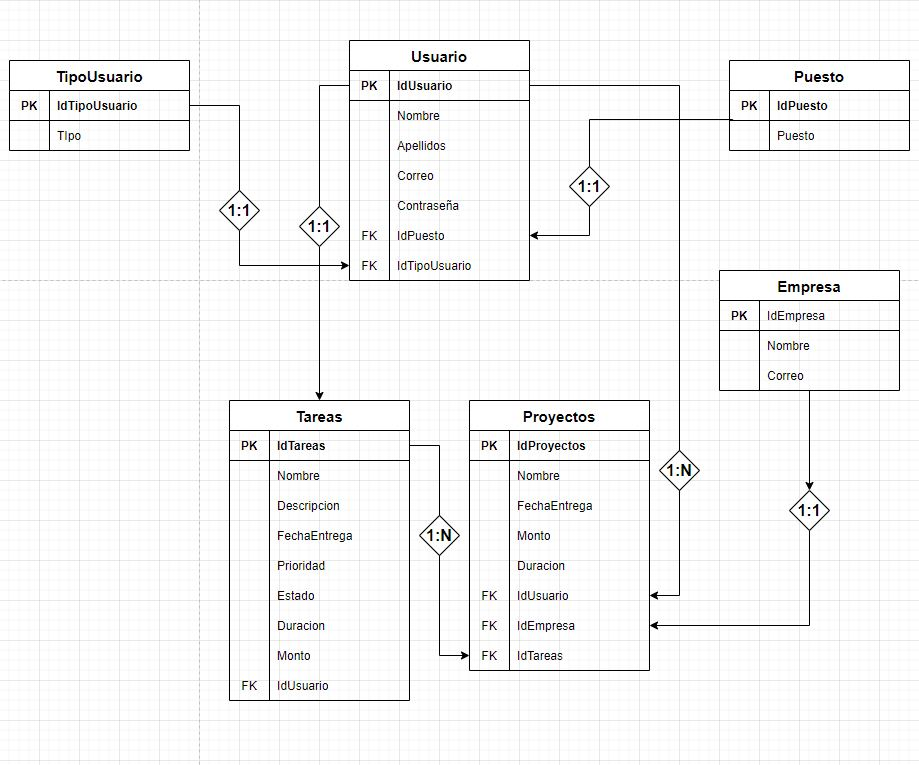 TipoUsuario
PK IdTipoUsuario
TIpo
Usuario
PK IdUsuario
Nombre
Apellidos
Correo
Contraseña
FK IdPuesto
FK IdTipoUsuario
Puesto
PK IdPuesto
Puesto
1:1
1:1
1:1
Empresa
PK IdEmpresa
Nombre
Correo
Tareas
PK IdTareas
Nombre
Descripcion
FechaEntrega
Prioridad
Estado
Duracion
Monto
FK IdUsuario
1:N
Proyectos
PK IdProyectos
Nombre
FechaEntrega
Monto
Duracion
FK IdUsuario
FK IdEmpresa
FK IdTareas
1:N
1:1